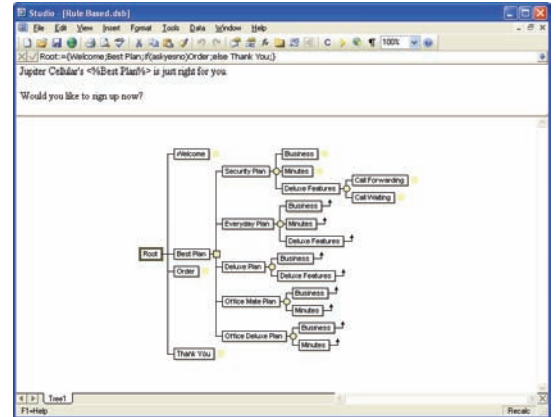 Studio - [Rule Based.dxb]
File Edit View Insert Format Tools Data Window Help
100%
Root:={Welcome;Best Plan;If(askyesno)Order;else Thank You;}
Jupiter Cellular's <%Best Plan%> is just right for you.
Would you like to sign up now?
Welcome
Business
Security Plan
Minutes
Call Forwarding
Deluxe Features
Call Waiting
Business
Everyday Plan
Minutes
Deluxe Features
Root
Best Plan
Business
Deluxe Plan
Order
Deluxe Features
Business
Office Mate Plan
Minutes
Business
Office Deluxe Plan
Minutes
Thank You
Tree1
F1=Help
Recalc